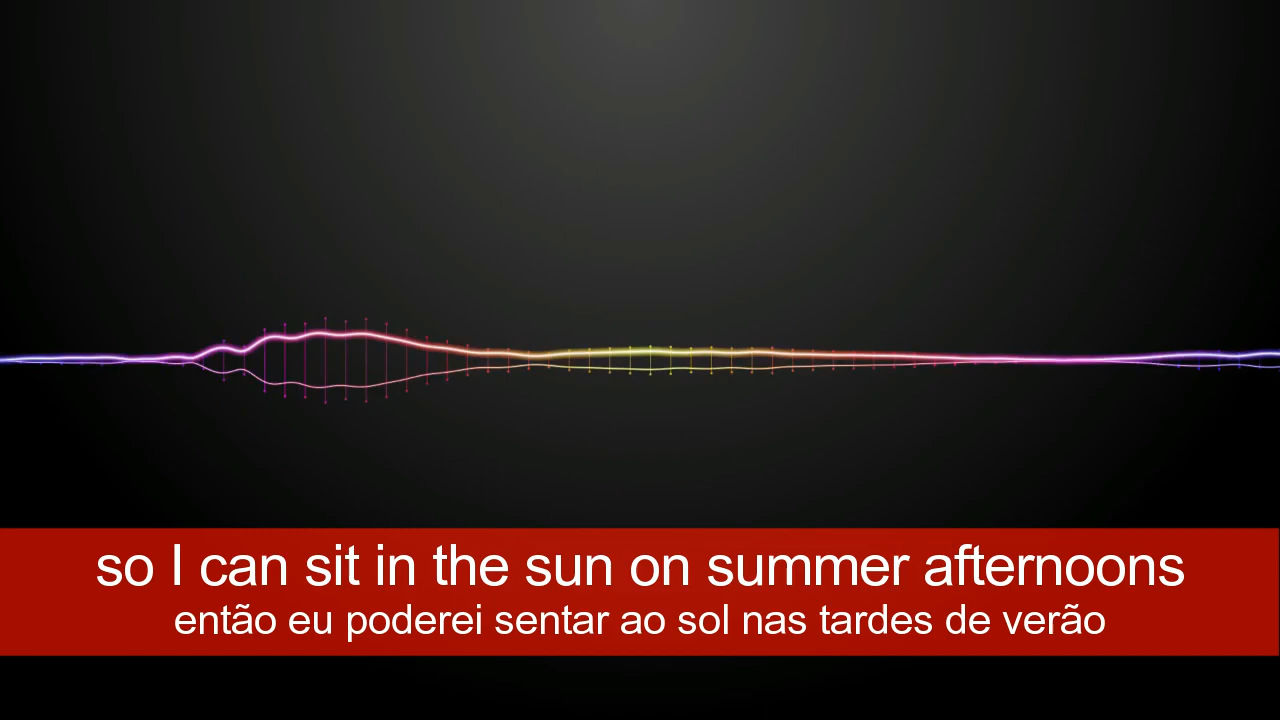 so I can sit in the sun on summer afternoons
então eu poderei sentar ao sol nas tardes de verão